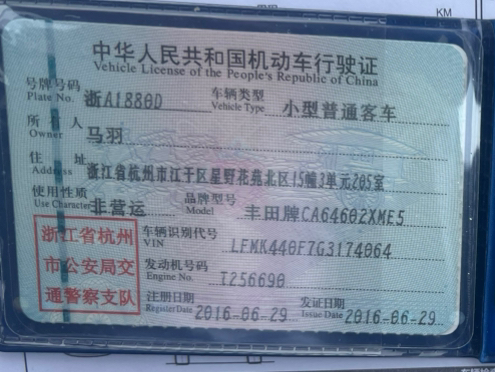 KM
中华人民共和国机动车行驶证
Vehicle License of the People's Republic of China
号牌号码 Plate No. 浙A1880D 车辆类型 Vehicle Type 小型普通客车
所有人 Owner 马羽
住址 Address 浙江省杭州市江干区星野花苑北区15幢3单元205室
使用性质 Use Character 非营运 品牌型号 Model 丰田牌CA64602XME5
浙江省杭州市公安局交通警察支队
车辆识别代号 VIN LFMK440F7G3174064
发动机号码 Engine No. T256690
注册日期 Register Date 2016-06-29 发证日期 Issue Date 2016-06-29